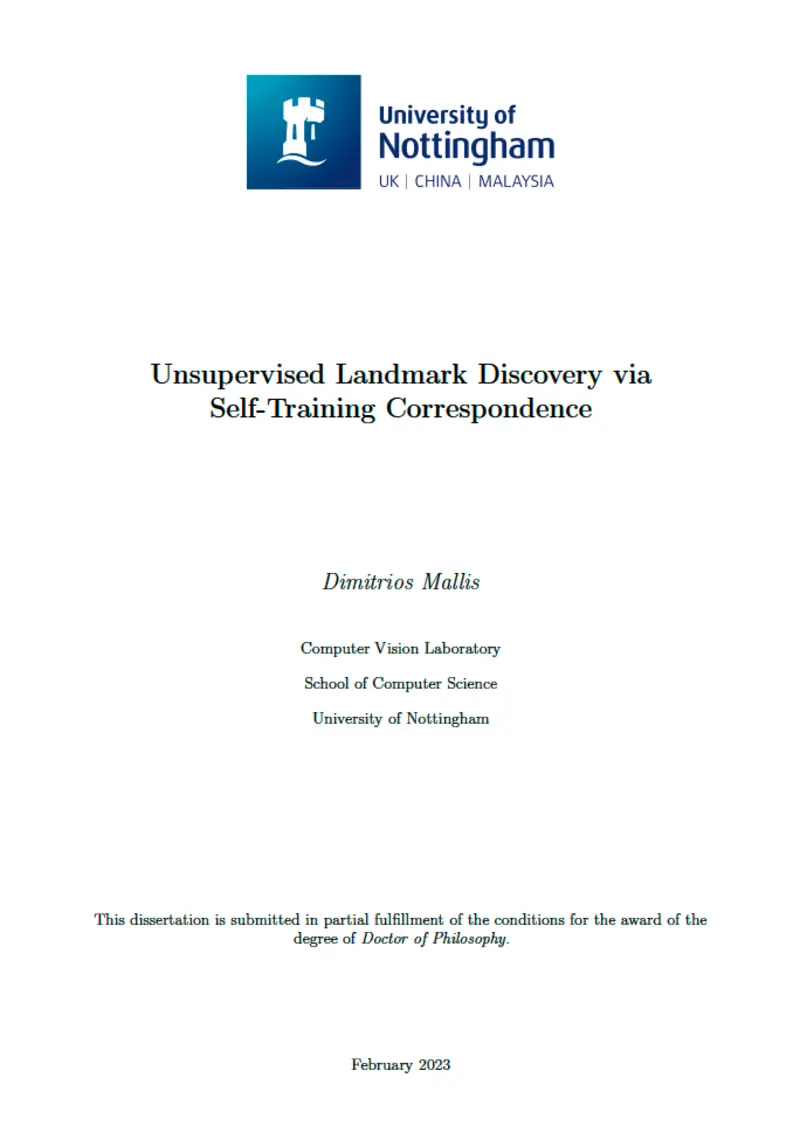 University of
Nottingham
UK | CHINA | MALAYSIA
Unsupervised Landmark Discovery via
Self-Training Correspondence
Dimitrios Mallis
Computer Vision Laboratory
School of Computer Science
University of Nottingham
This dissertation is submitted in partial fulfillment of the conditions for the award of the
degree of Doctor of Philosophy.
February 2023